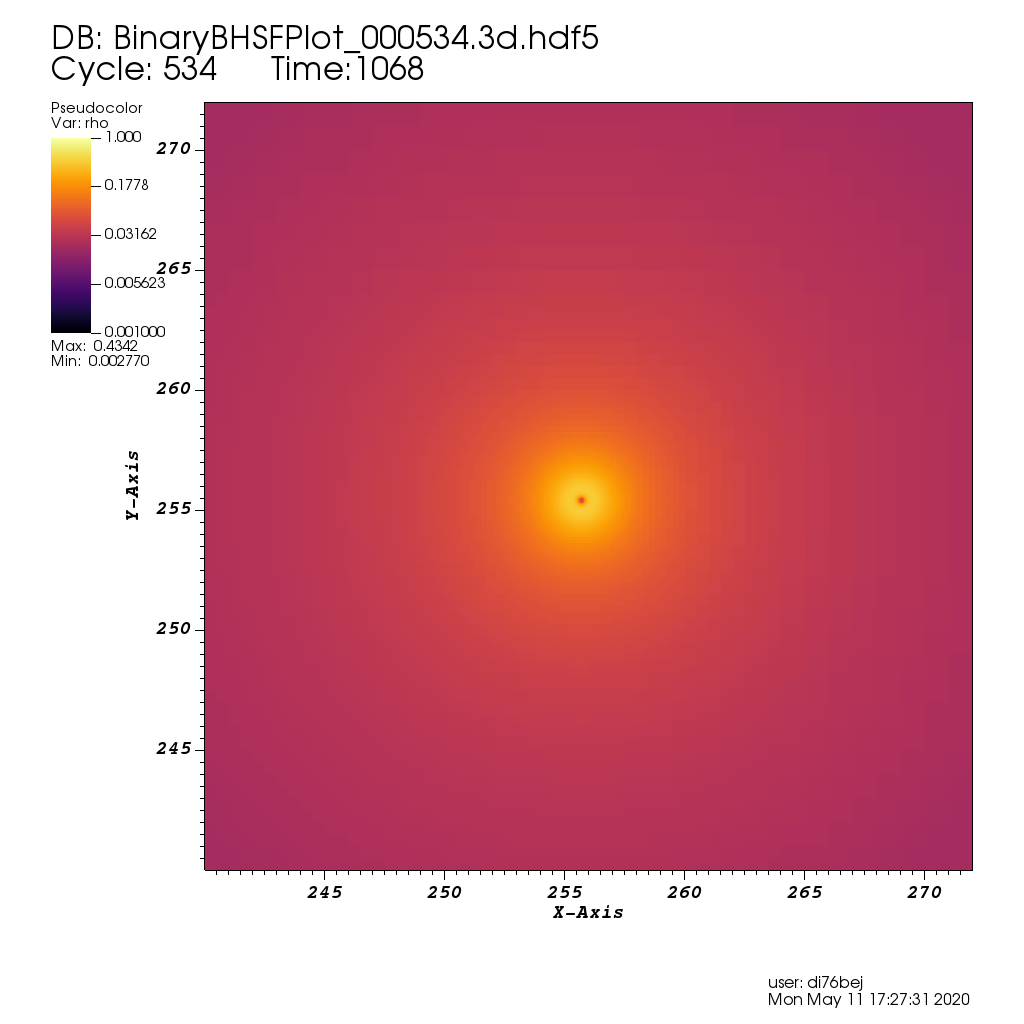 DB: BinaryBHSFPlot_000534.3d.hdf5
Cycle: 534 Time:1068
Pseudocolor
Var: rho
1.000
0.1778
0.03162
0.005623
0.001000
Max: 0.4342
Min: 0.002770
270
265
260
255
250
245
Y-Axis
245 250 255 260 265 270
X-Axis
user: di76bej
Mon May 11 17:27:31 2020